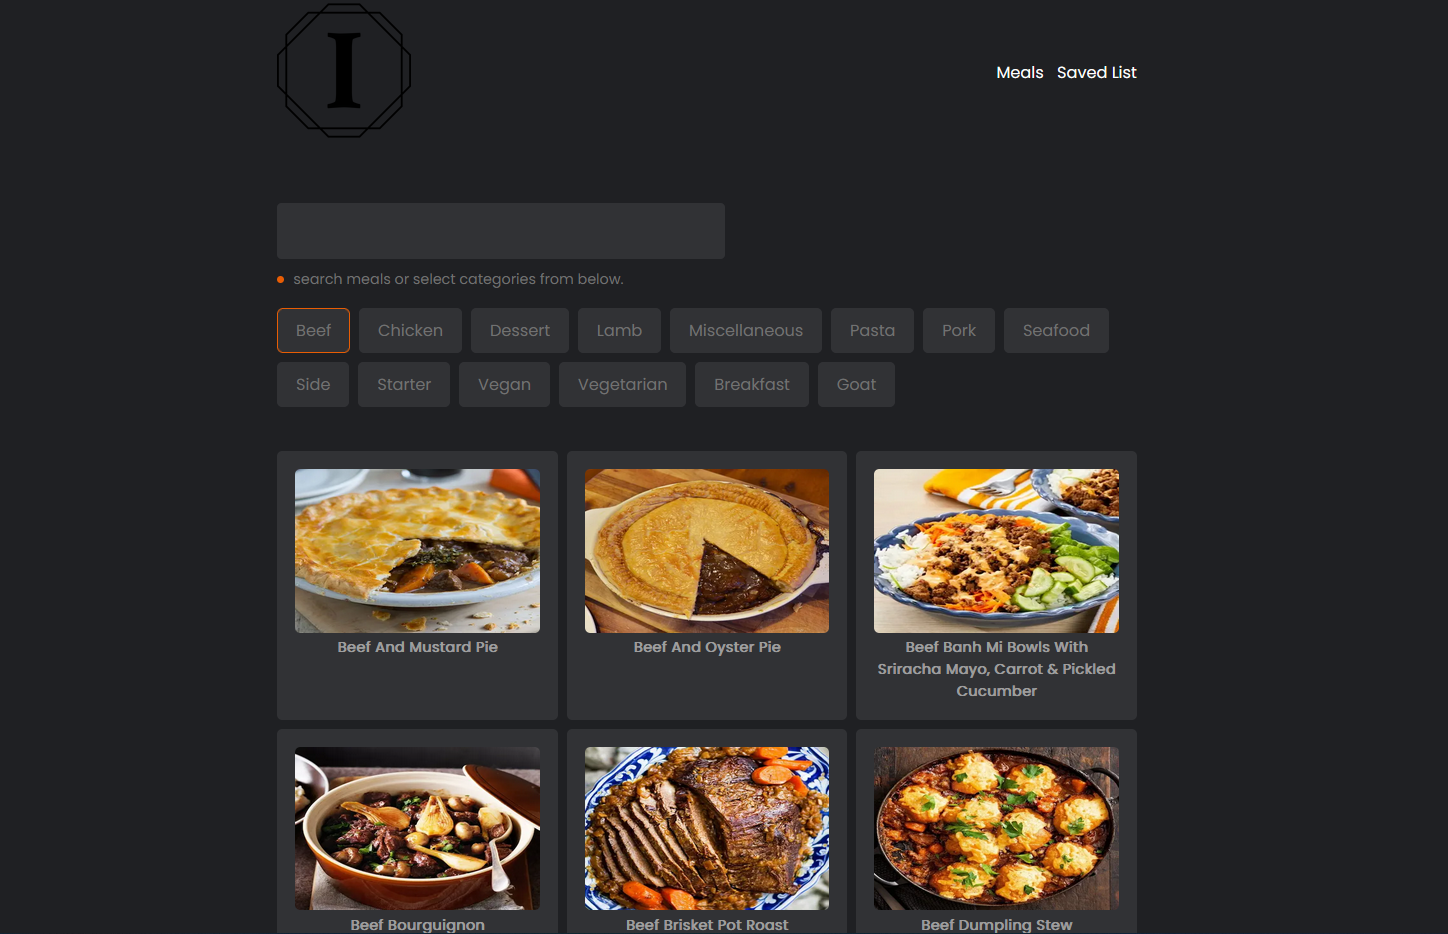 I
Meals Saved List
search meals or select categories from below.
Beef Chicken Dessert Lamb Miscellaneous Pasta Pork Seafood
Side Starter Vegan Vegetarian Breakfast Goat
Beef And Mustard Pie
Beef And Oyster Pie
Beef Banh Mi Bowls With
Sriracha Mayo, Carrot & Pickled
Cucumber
Beef Bourguignon
Beef Brisket Pot Roast
Beef Dumpling Stew